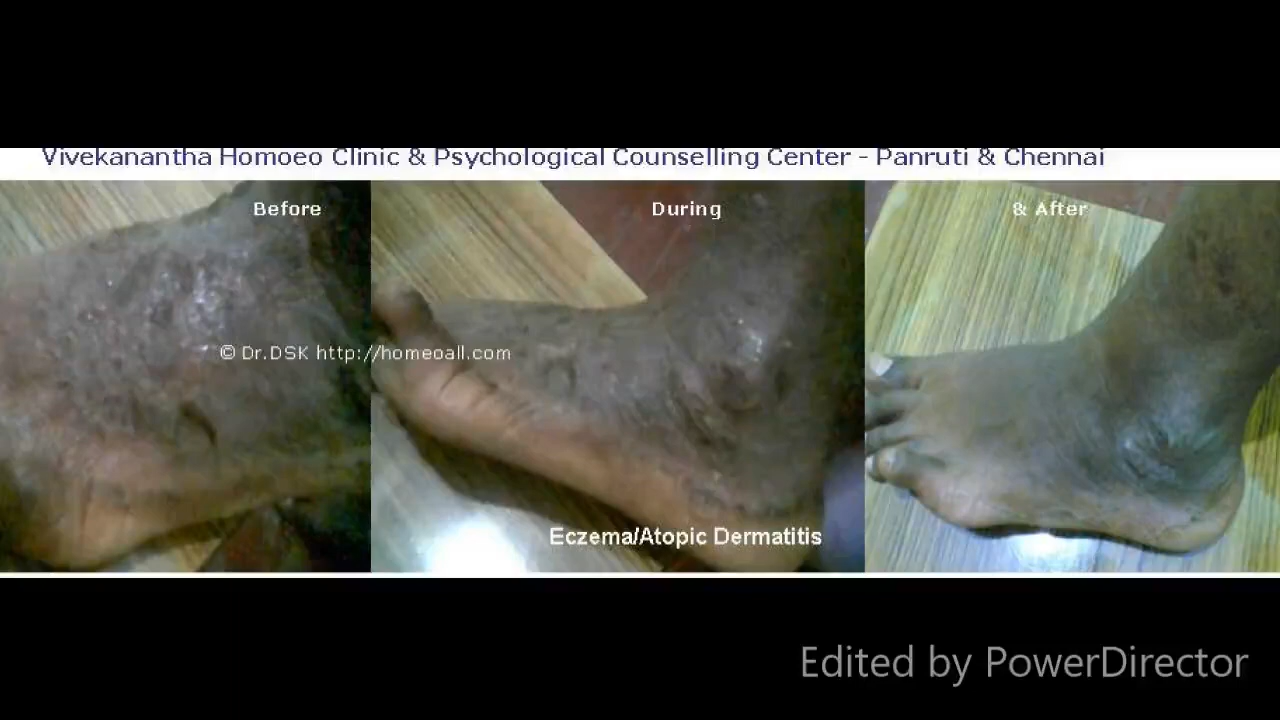 Vivekanantha Homoeo Clinic & Psychological Counselling Center - Panruti & Chennai
Before
During
& After
© Dr.DSK http://homeoall.com
Eczema/Atopic Dermatitis
Edited by PowerDirector